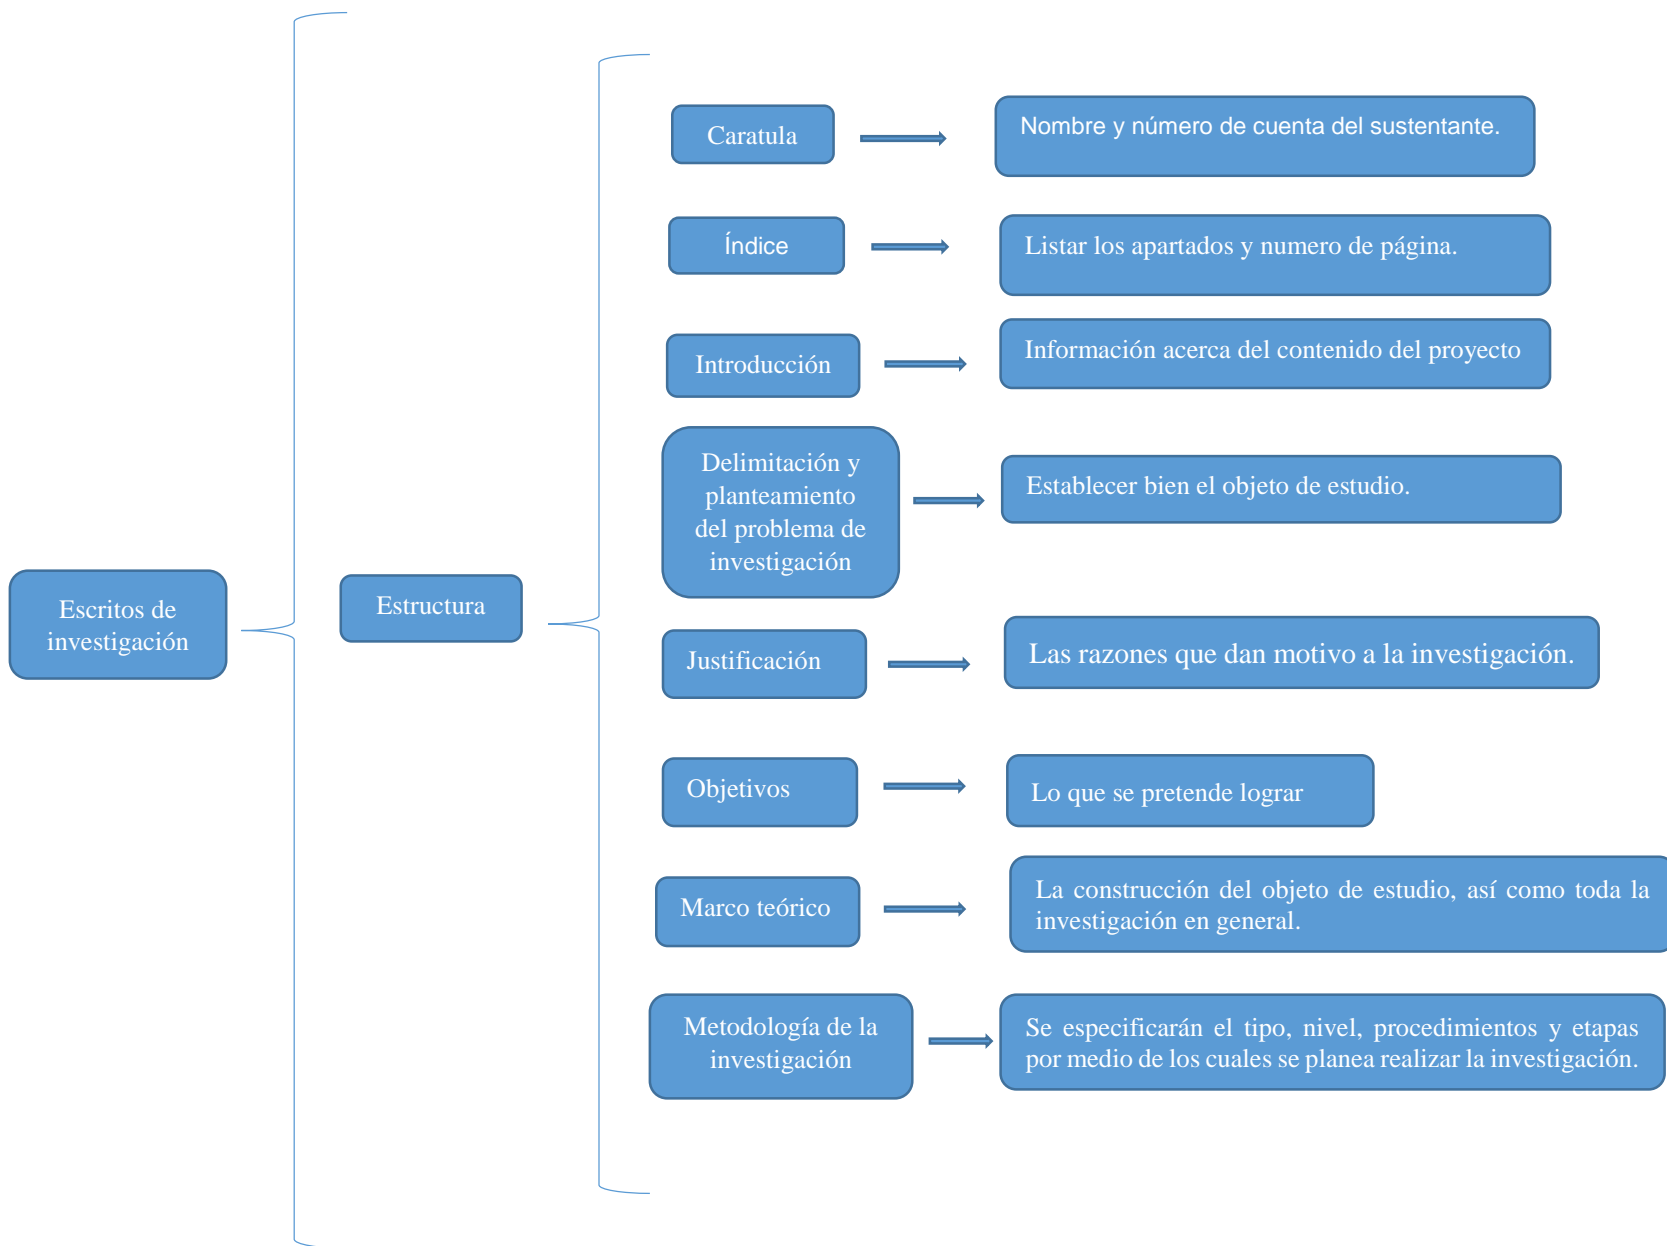 Escritos de
investigación
Estructura
Caratula
Nombre y número de cuenta del sustentante.
Índice
Listar los apartados y numero de página.
Introducción
Información acerca del contenido del proyecto
Delimitación y
planteamiento
del problema de
investigación
Establecer bien el objeto de estudio.
Justificación
Las razones que dan motivo a la investigación.
Objetivos
Lo que se pretende lograr
Marco teórico
La construcción del objeto de estudio, así como toda la
investigación en general.
Metodología de la
investigación
Se especificarán el tipo, nivel, procedimientos y etapas
por medio de los cuales se planea realizar la investigación.